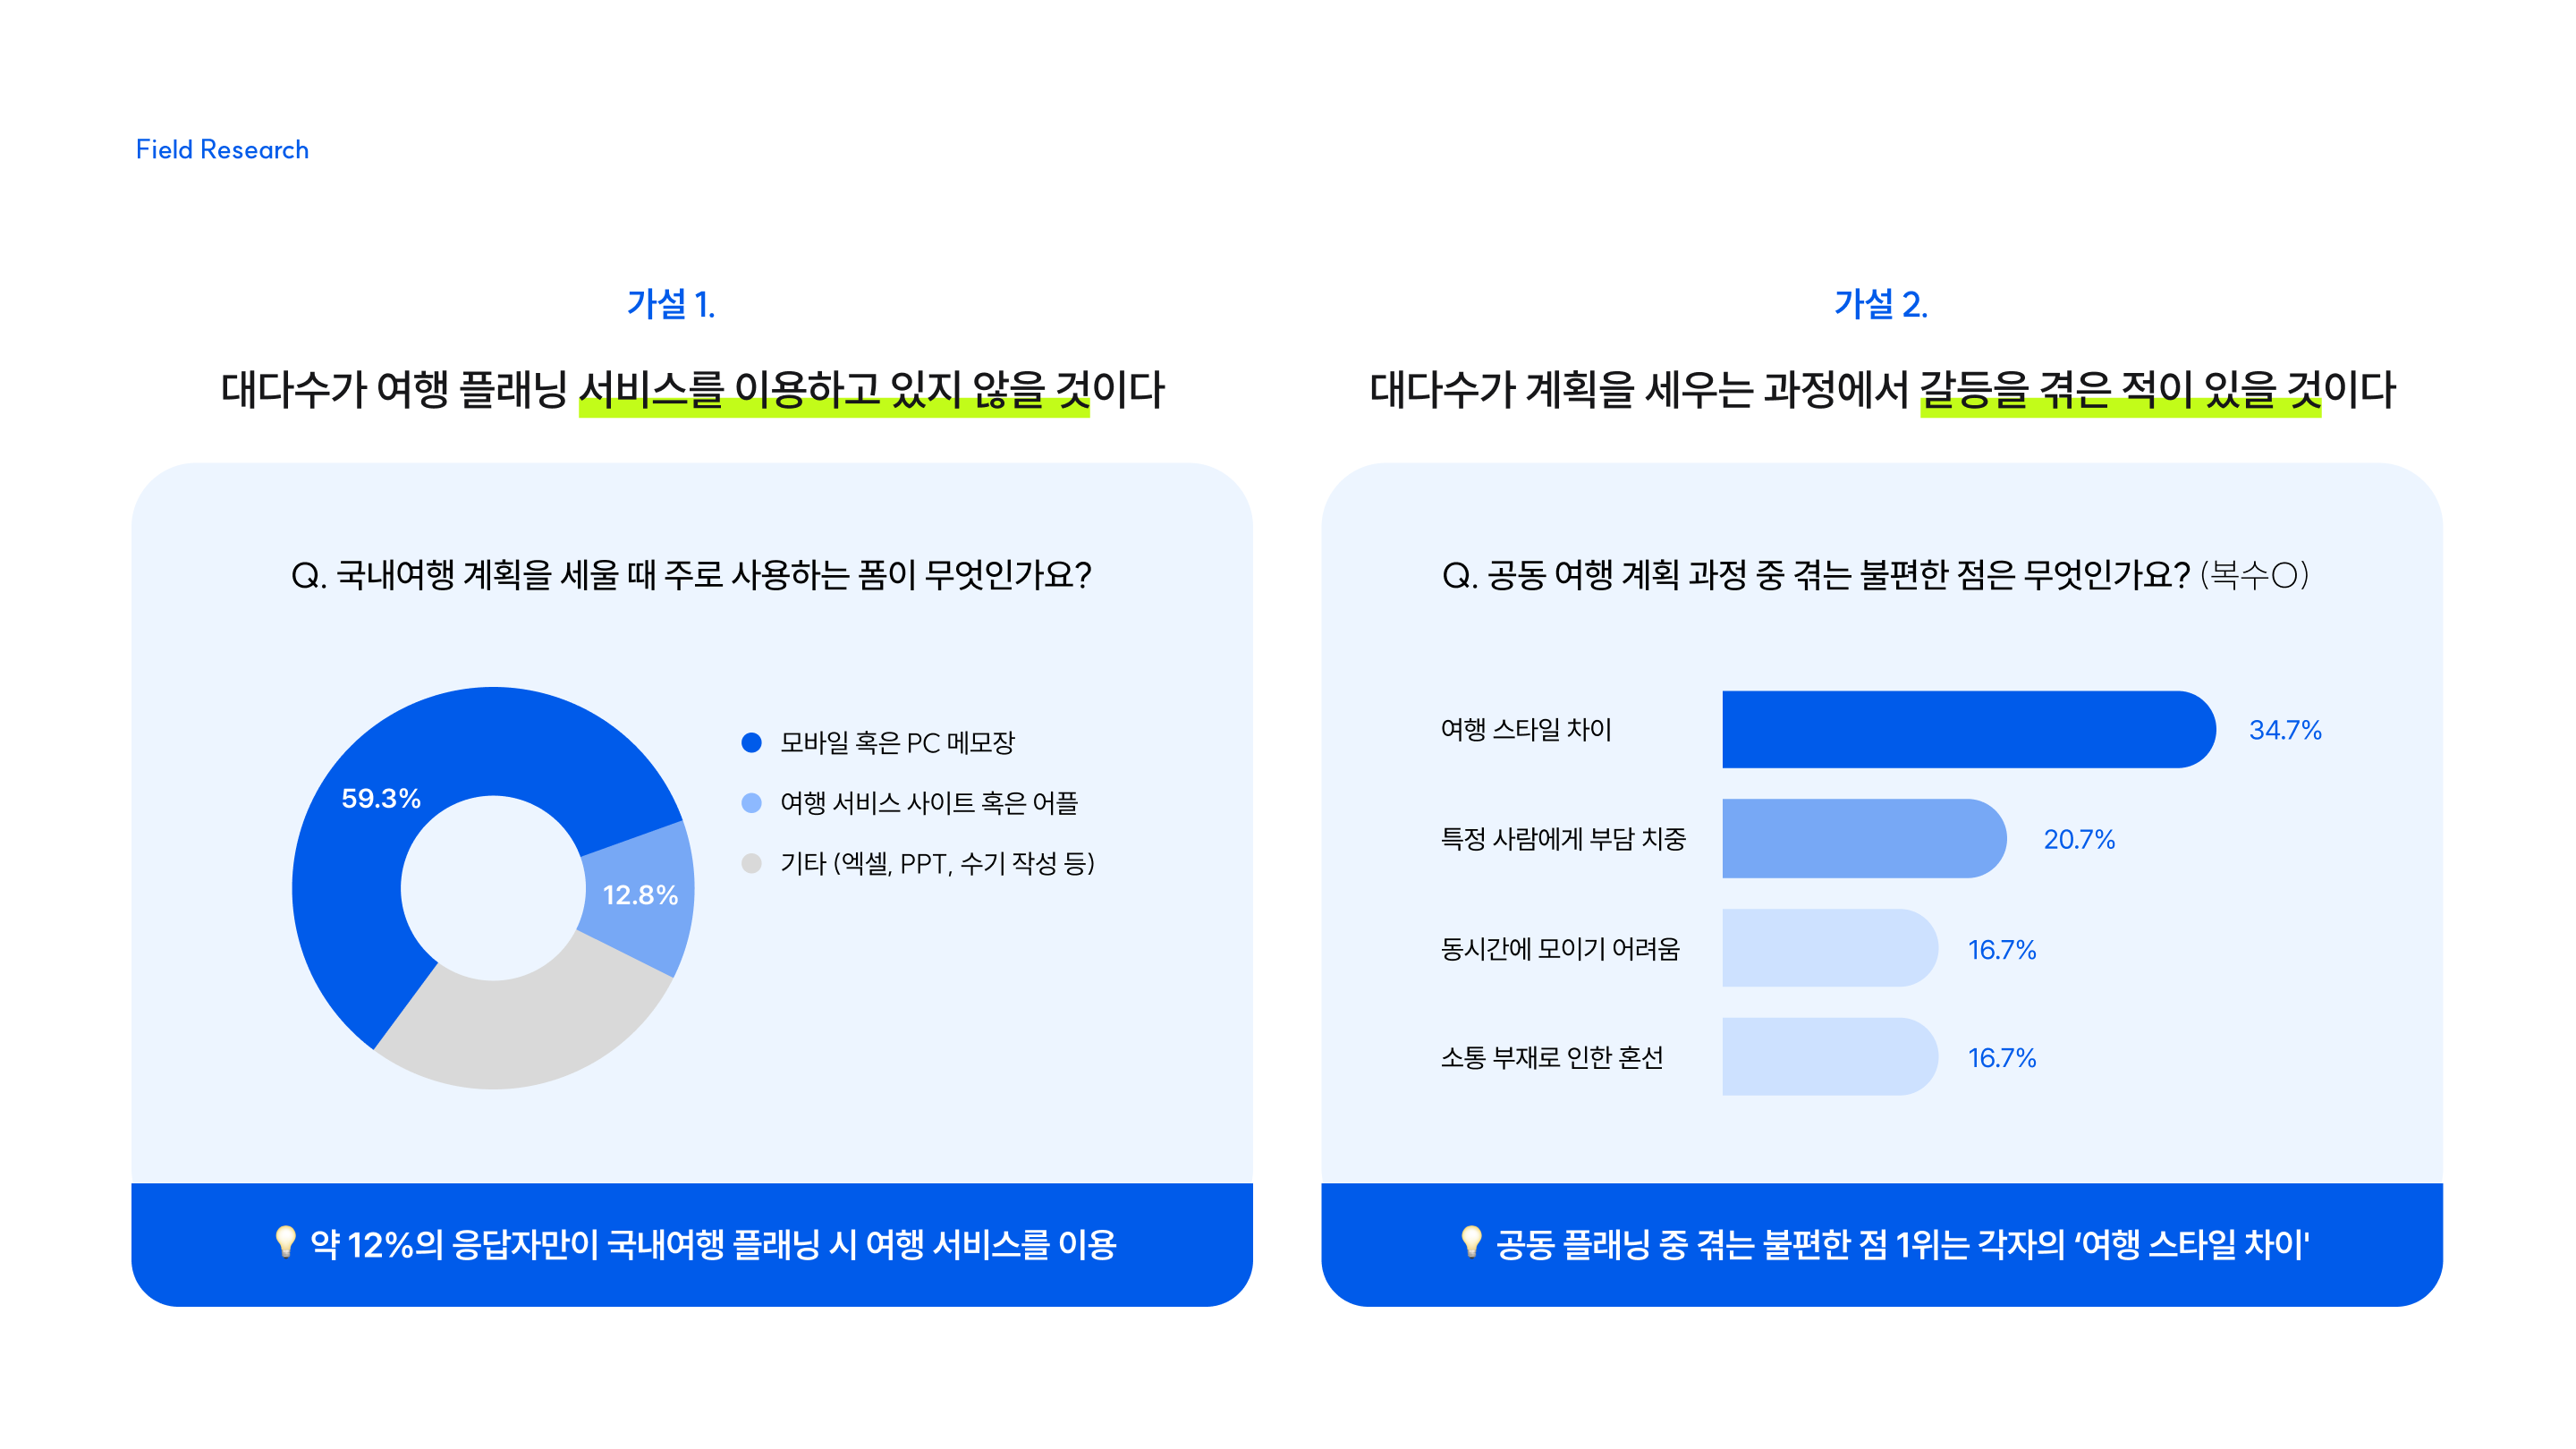 Field Research
가설 1.
대다수가 여행 플래닝 서비스를 이용하고 있지 않을 것이다
Q. 국내여행 계획을 세울 때 주로 사용하는 폼이 무엇인가요?
59.3%
12.8%
모바일 혹은 PC 메모장
여행 서비스 사이트 혹은 어플
기타 (엑셀, PPT, 수기 작성 등)
약 12%의 응답자만이 국내여행 플래닝 시 여행 서비스를 이용
가설 2.
대다수가 계획을 세우는 과정에서 갈등을 겪은 적이 있을 것이다
Q. 공동 여행 계획 과정 중 겪는 불편한 점은 무엇인가요? (복수O)
여행 스타일 차이 34.7%
특정 사람에게 부담 치중 20.7%
동시간에 모이기 어려움 16.7%
소통 부재로 인한 혼선 16.7%
공동 플래닝 중 겪는 불편한 점 1위는 각자의 ‘여행 스타일 차이'